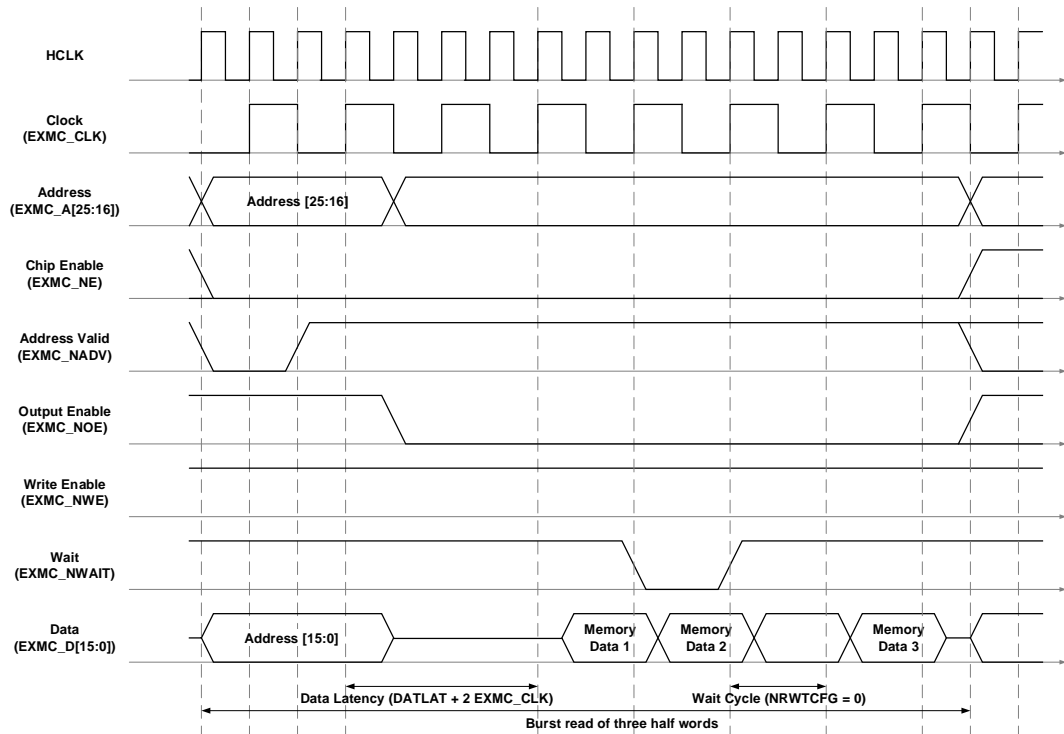 HCLK
Clock
(EXMC_CLK)
Address
(EXMC_A[25:16])
Address [25:16]
Chip Enable
(EXMC_NE)
Address Valid
(EXMC_NADV)
Output Enable
(EXMC_NOE)
Write Enable
(EXMC_NWE)
Wait
(EXMC_NWAIT)
Data
(EXMC_D[15:0])
Address [15:0]
Memory
Data 1
Memory
Data 2
Memory
Data 3
Data Latency (DATLAT + 2 EXMC_CLK)
Wait Cycle (NRWTCFG = 0)
Burst read of three half words